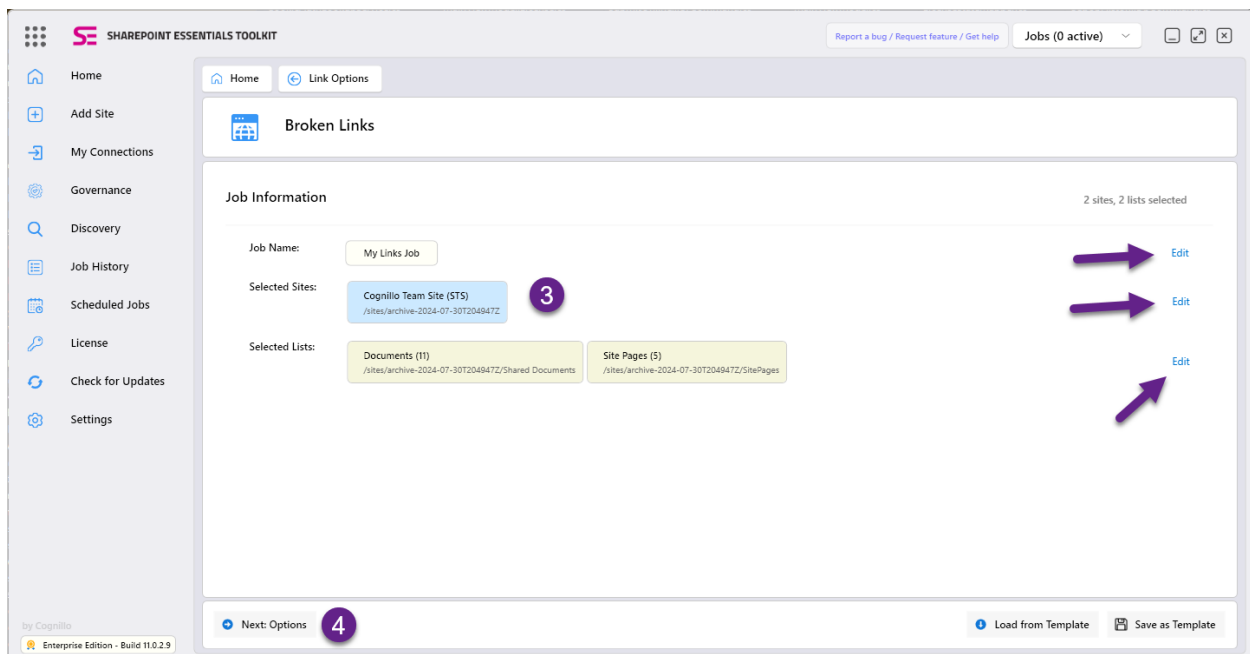 SE SHAREPOINT ESSENTIALS TOOLKIT
Report a bug / Request feature / Get help
Jobs (0 active)
Home
Add Site
My Connections
Governance
Discovery
Job History
Scheduled Jobs
License
Check for Updates
Settings
by Cognillo
Enterprise Edition - Build 11.0.2.9
Home
Link Options
Broken Links
Job Information
2 sites, 2 lists selected
Job Name:
My Links Job
Edit
Selected Sites:
Cognillo Team Site (STS)
/sites/archive-2024-07-30T204947Z
3
Edit
Selected Lists:
Documents (11)
/sites/archive-2024-07-30T204947Z/Shared Documents
Site Pages (5)
/sites/archive-2024-07-30T204947Z/SitePages
Edit
Next: Options
4
Load from Template
Save as Template